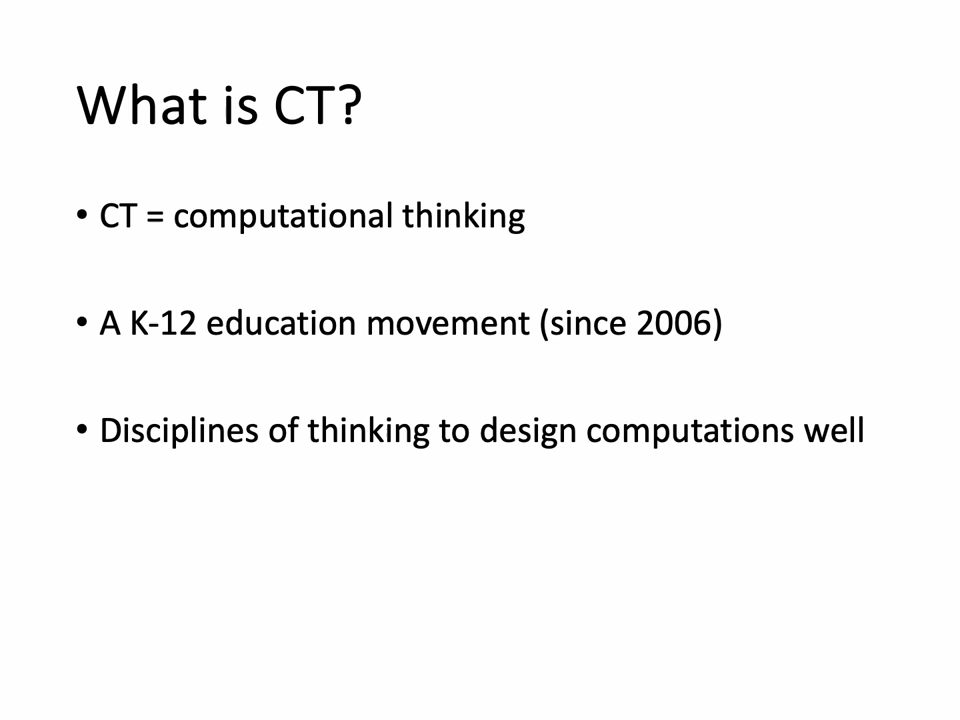 What is CT?
• CT = computational thinking
• A K-12 education movement (since 2006)
• Disciplines of thinking to design computations well